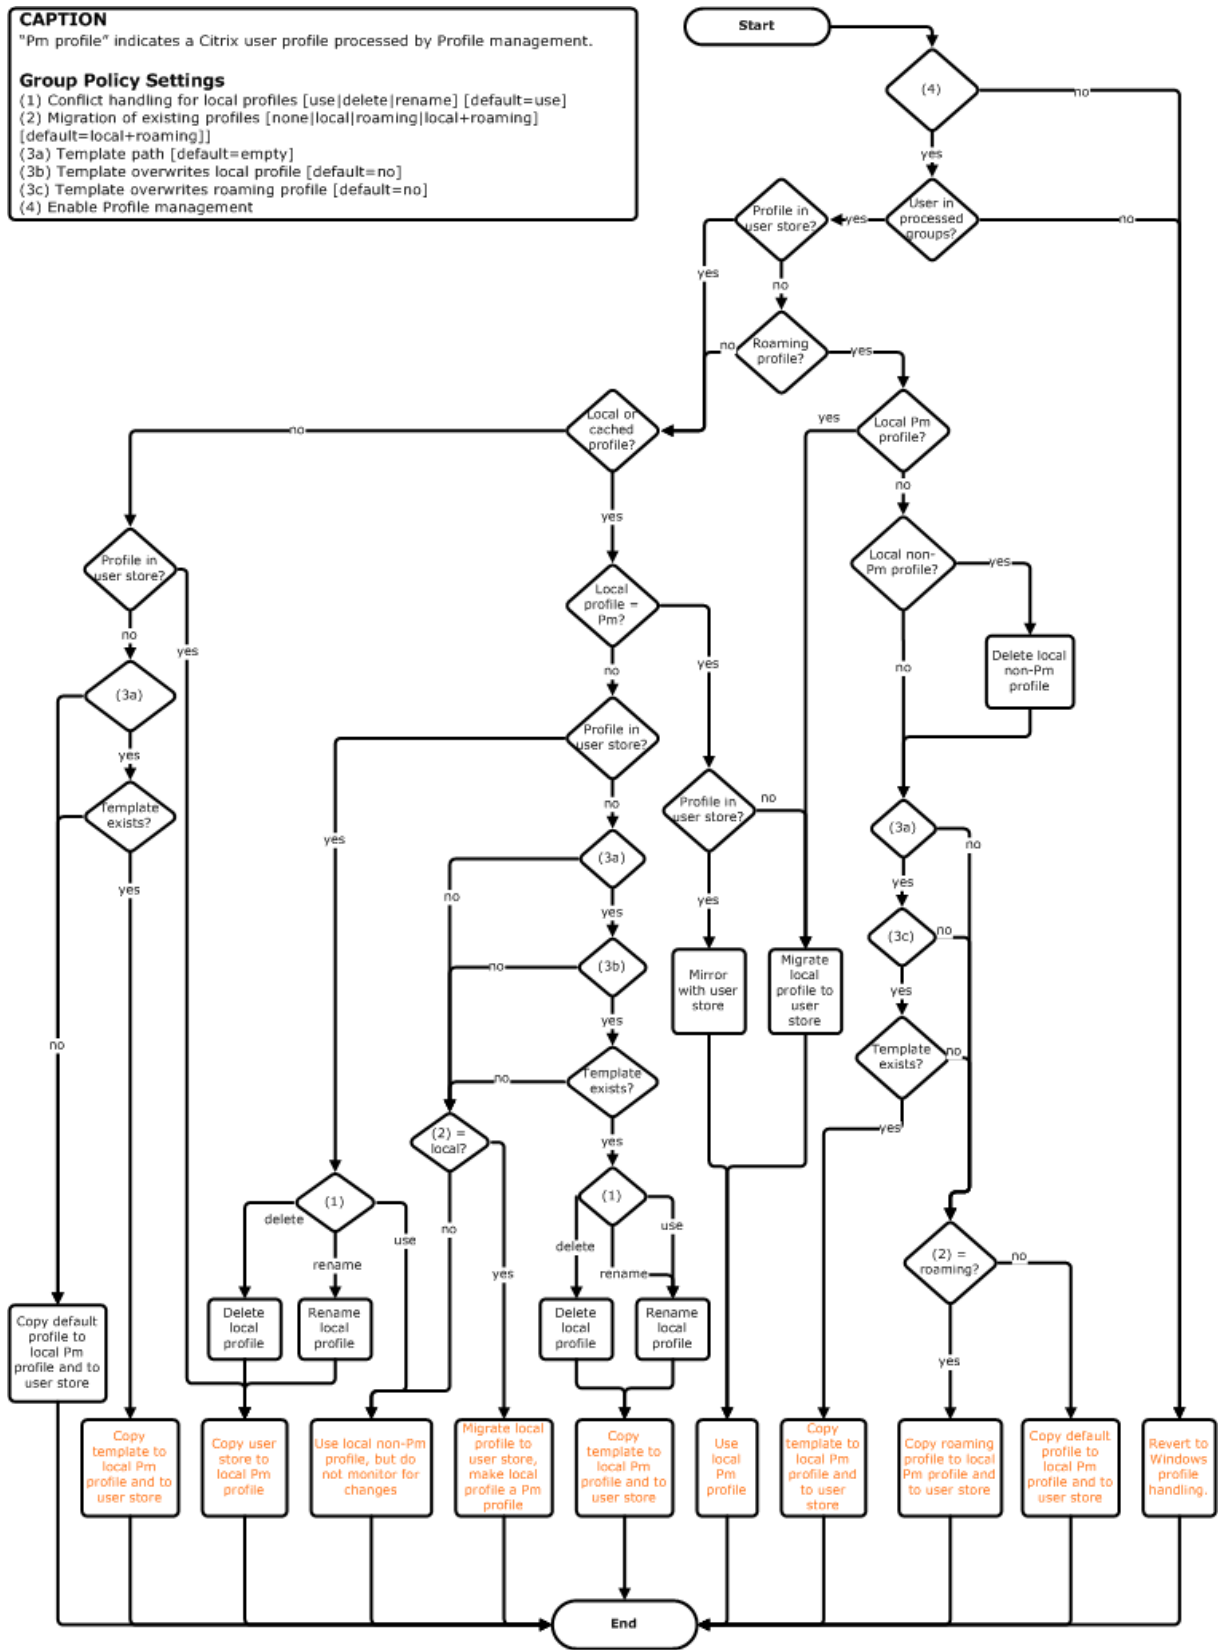 CAPTION
"Pm profile" indicates a Citrix user profile processed by Profile management.
Group Policy Settings
(1) Conflict handling for local profiles [use|delete|rename] [default=use]
(2) Migration of existing profiles [none|local|roaming|local+roaming]
[default=local+roaming]]
(3a) Template path [default=empty]
(3b) Template overwrites local profile [default=no]
(3c) Template overwrites roaming profile [default=no]
(4) Enable Profile management
Start
(4)
no
yes
User in
processed
groups?
no
yes
Profile in
user store?
yes
no
Roaming
profile?
no
yes
Local or
cached
profile?
no
yes
Local Pm
profile?
yes
no
Local non-
Pm profile?
yes
no
Delete local
non-Pm
profile
Profile in
user store?
no
yes
(3a)
yes
no
Template
exists?
yes
Local
profile =
Pm?
yes
no
Profile in
user store?
yes
no
Profile in
user store?
no
yes
(3a)
no
yes
(3b)
no
yes
Template
exists?
no
yes
(2) =
local?
no
yes
(1)
delete
rename
use
(1)
delete
rename
use
Mirror
with user
store
Migrate
local
profile to
user
store
(3a)
no
yes
(3c)
no
yes
Template
exists?
no
yes
(2) =
roaming?
no
yes
Copy default
profile to
local Pm
profile and to
user store
Delete
local
profile
Rename
local
profile
Delete
local
profile
Rename
local
profile
Copy
template to
local Pm
profile and to
user store
Copy user
store to
local Pm
profile
Use local non-Pm
profile, but do
not monitor for
changes
Migrate local
profile to
user store,
make local
profile a Pm
profile
Copy
template to
local Pm
profile and to
user store
Use
local
Pm
profile
Copy
template to
local Pm
profile and
to user
store
Copy roaming
profile to local
Pm profile and
to user store
Copy default
profile to
local Pm
profile and to
user store
Revert to
Windows
profile
handling.
End